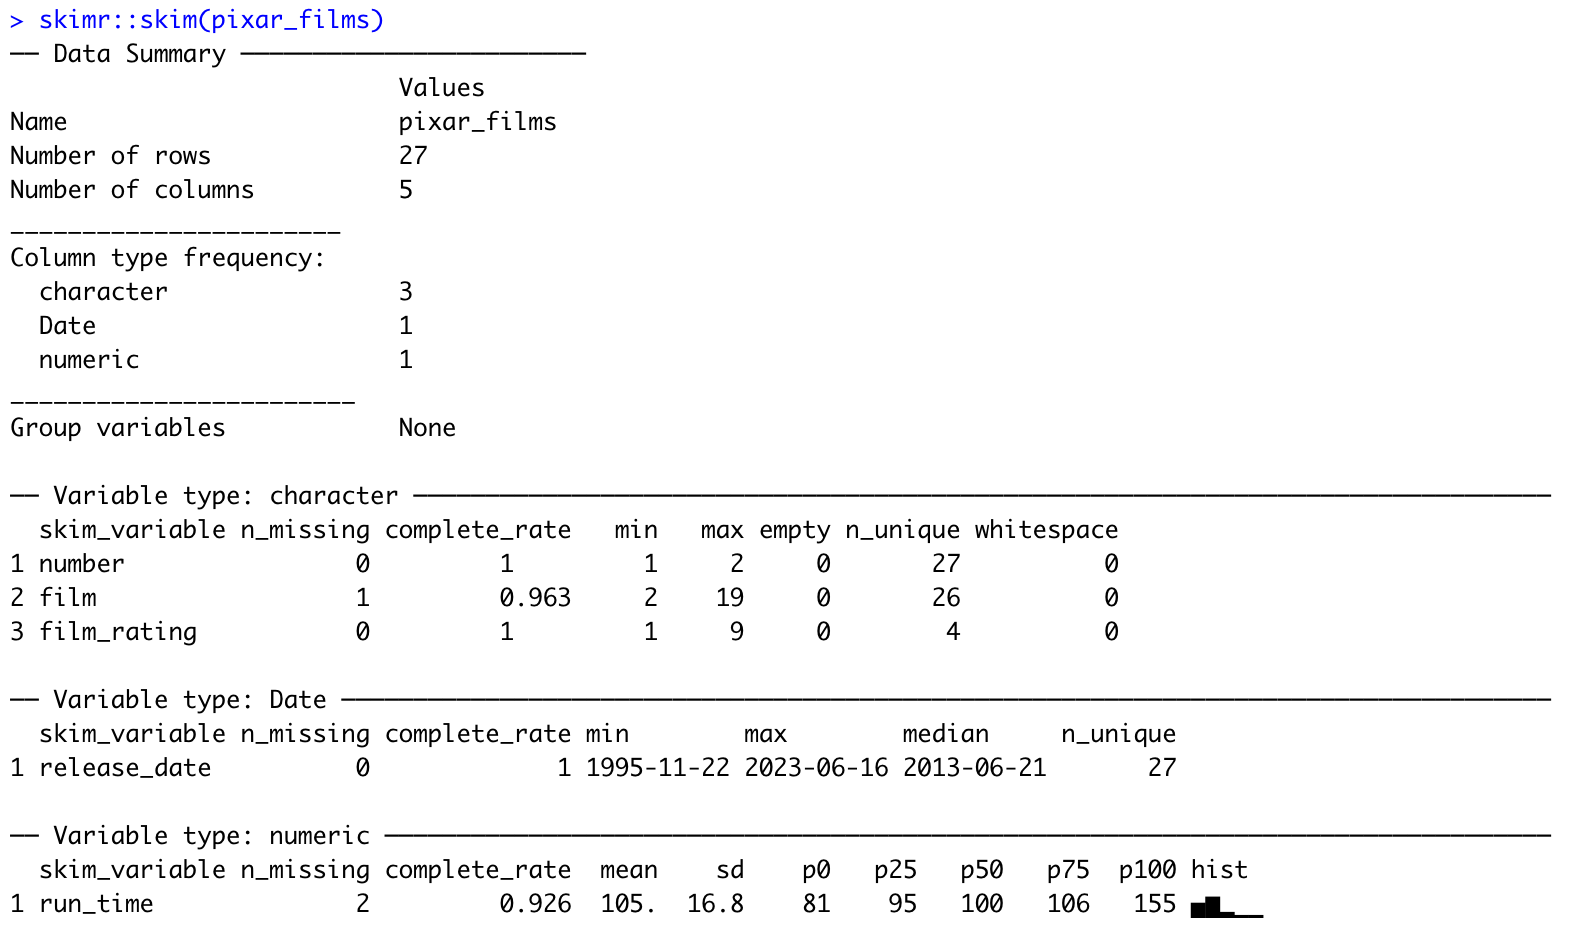 > skimr::skim(pixar_films)
── Data Summary ────────────────────────
                           Values
Name                       pixar_films
Number of rows             27
Number of columns          5
_______________________
Column type frequency:
  character                3
  Date                     1
  numeric                  1
________________________
Group variables            None

── Variable type: character ───────────────────────────────────────────────────────────────────────────────
  skim_variable n_missing complete_rate   min   max empty n_unique whitespace
1 number                0         1         1     2     0       27          0
2 film                  1         0.963     2    19     0       26          0
3 film_rating           0         1         1     9     0        4          0

── Variable type: Date ────────────────────────────────────────────────────────────────────────────────────
  skim_variable n_missing complete_rate min        max        median     n_unique
1 release_date          0             1 1995-11-22 2023-06-16 2013-06-21       27

── Variable type: numeric ─────────────────────────────────────────────────────────────────────────────────
  skim_variable n_missing complete_rate  mean    sd    p0   p25   p50   p75  p100 hist
1 run_time              2         0.926  105.  16.8    81    95   100   106   155 ▅▇▂▁▁